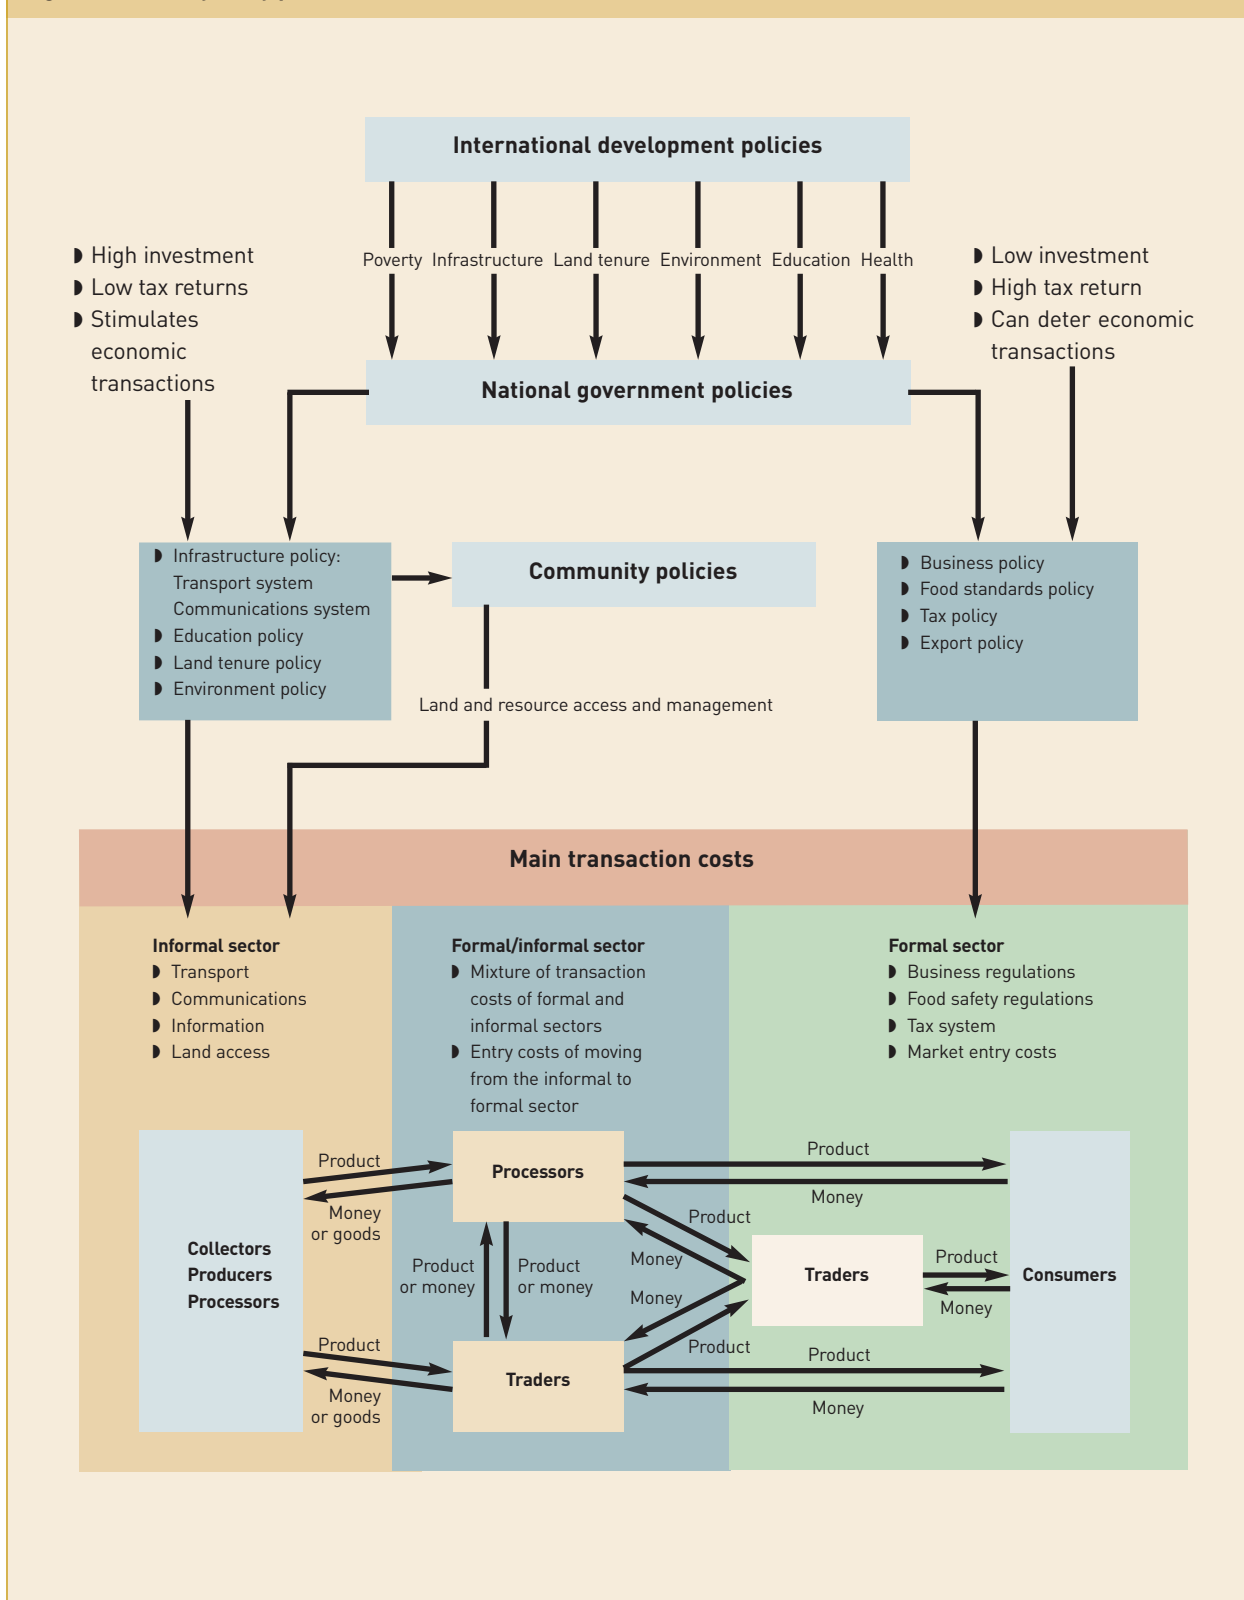 International development policies
Poverty Infrastructure Land tenure Environment Education Health
High investment
Low tax returns
Stimulates
economic
transactions
Low investment
High tax return
Can deter economic
transactions
National government policies
Infrastructure policy:
Transport system
Communications system
Education policy
Land tenure policy
Environment policy
Community policies
Land and resource access and management
Business policy
Food standards policy
Tax policy
Export policy
Main transaction costs
Informal sector
Transport
Communications
Information
Land access
Formal/informal sector
Mixture of transaction
costs of formal and
informal sectors
Entry costs of moving
from the informal to
formal sector
Formal sector
Business regulations
Food safety regulations
Tax system
Market entry costs
Collectors
Producers
Processors
Product
Money
or goods
Product
Money
or goods
Processors
Product
or money
Product
or money
Traders
Product
Money
Product
Money
Money
Product
Traders
Product
Money
Product
Money
Consumers